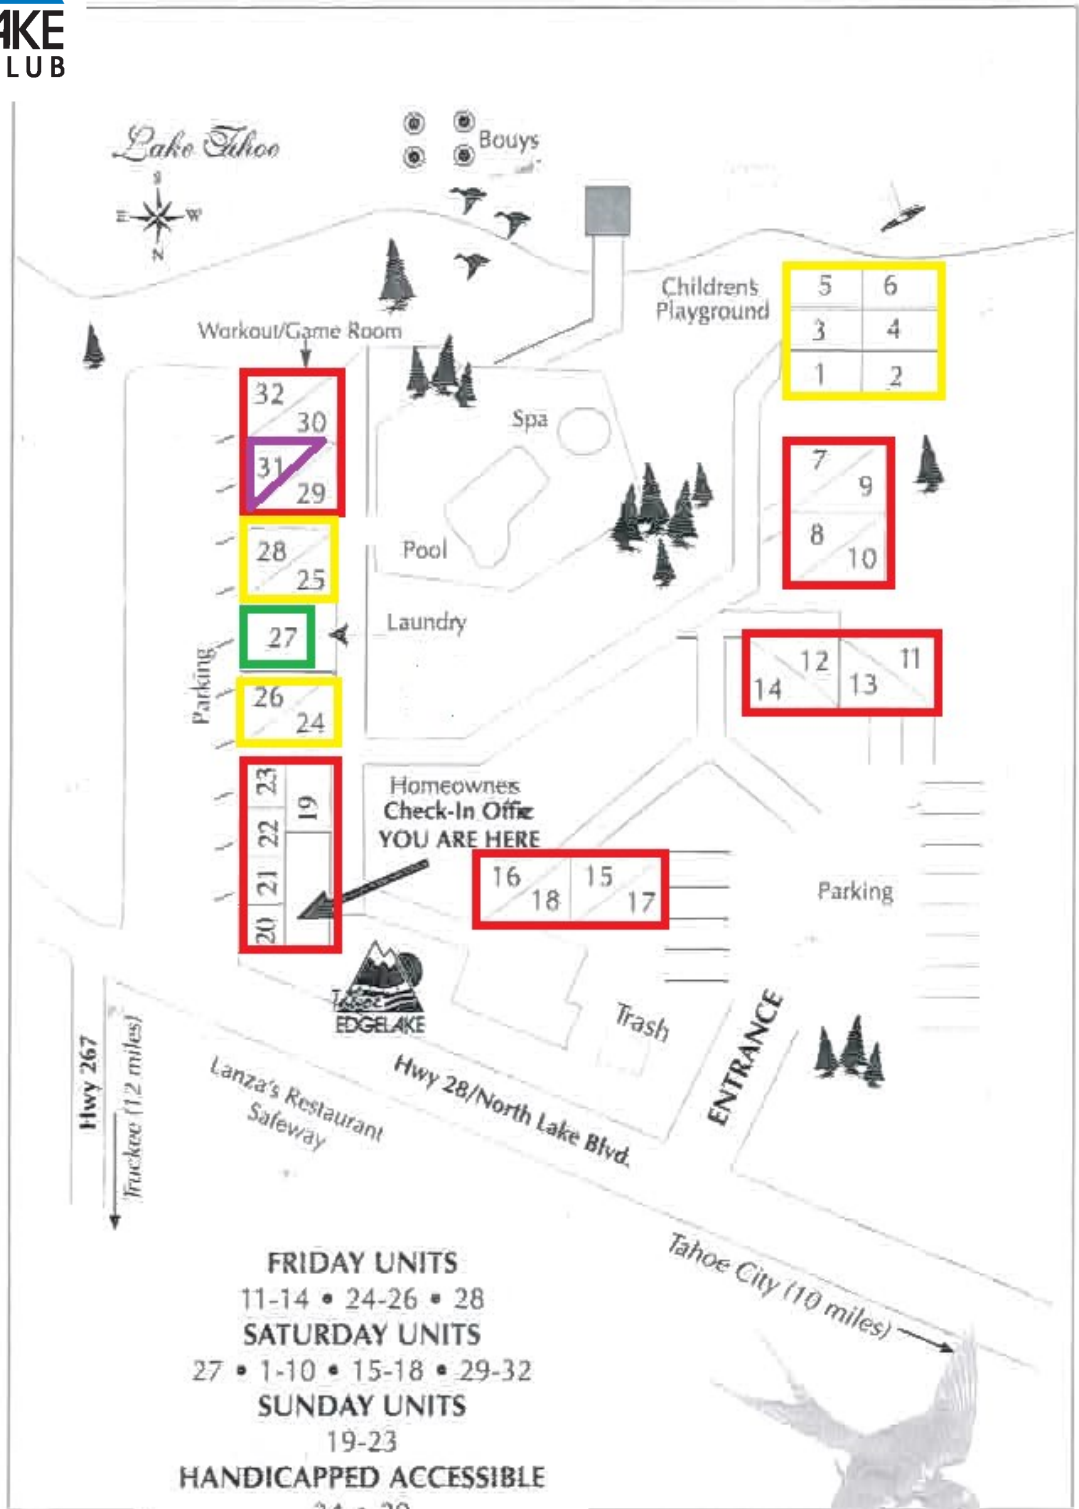 AKE
LUB
Lake Tahoe
Bouys
S
E W
N
Children's
Playground
5 6
3 4
1 2
Workout/Game Room
32
30
31
29
Spa
7
9
8
10
Pool
28
25
Laundry
27
Parking
26
24
12 11
14 13
23
22
21
20
19
Homeowners
Check-In Office
YOU ARE HERE
16 15
18 17
Parking
Tahoe
EDGELAKE
Trash
ENTRANCE
Hwy 267
Truckee (12 miles)
Lanza's Restaurant
Safeway
Hwy 28/North Lake Blvd.
Tahoe City (10 miles)
FRIDAY UNITS
11-14 • 24-26 • 28
SATURDAY UNITS
27 • 1-10 • 15-18 • 29-32
SUNDAY UNITS
19-23
HANDICAPPED ACCESSIBLE